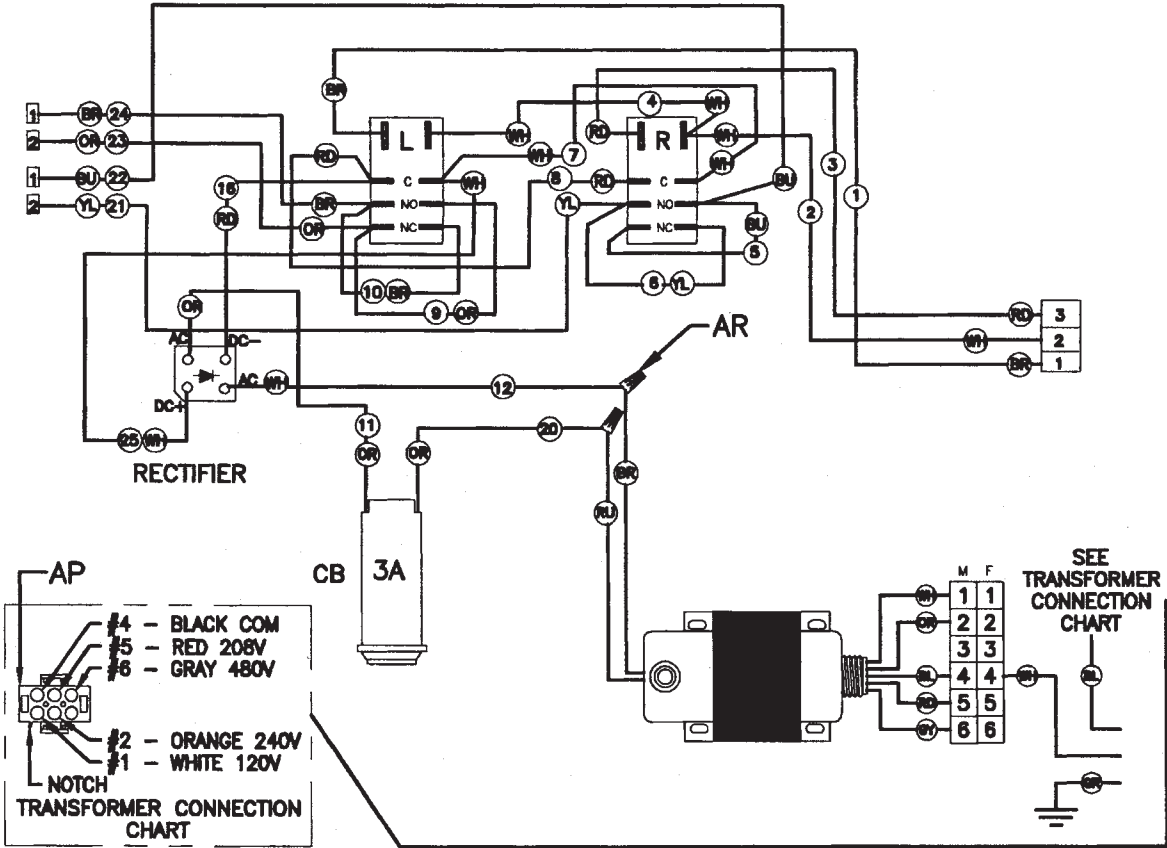 BR
4
WH
1 BR 24
WH
RD
L
R
WH
2 OR 23
RD
WH
7
WH
3
1 BU 22
16
C
WH
8
RD
C
BU
1
2 YL 21
BR
NO
YL
NO
2
RD
OR
NC
NC
BU
5
10 BR
6 YL
OR
9 OR
RD 3
AR
WH 2
AC DC-
BR 1
AC WH
12
DC+
11
25 WH
20
OR OR
RECTIFIER
BR
RU
CB 3A
SEE
TRANSFORMER
CONNECTION
CHART
M F
AP
WH 1 1
#4 - BLACK COM
OR 2 2
#5 - RED 208V
3 3
#6 - GRAY 480V
BL 4 4 WH
BL
RD 5 5
GY 6 6
#2 - ORANGE 240V
#1 - WHITE 120V
NOTCH
GR
TRANSFORMER CONNECTION
CHART